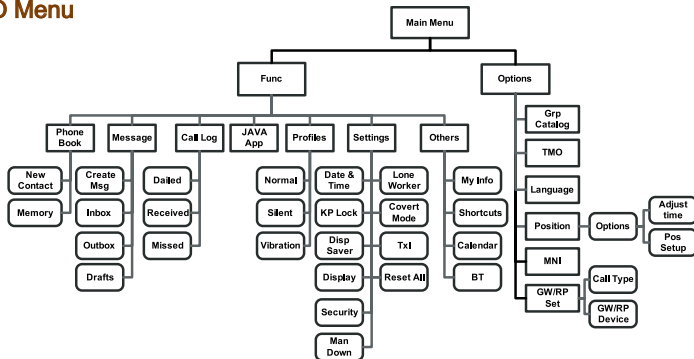 O Menu
Main Menu
Func
Options
Phone
Book
Message
Call Log
JAVA
App
Profiles
Settings
Others
New
Contact
Memory
Create
Msg
Inbox
Outbox
Drafts
Dailed
Received
Missed
Normal
Silent
Vibration
Date &
Time
KP Lock
Disp
Saver
Display
Security
Man
Down
Lone
Worker
Covert
Mode
TxI
Reset All
My Info
Shortcuts
Calendar
BT
Grp
Catalog
TMO
Language
Position
Options
Adjust
time
Pos
Setup
MNI
GW/RP
Set
Call Type
GW/RP
Device